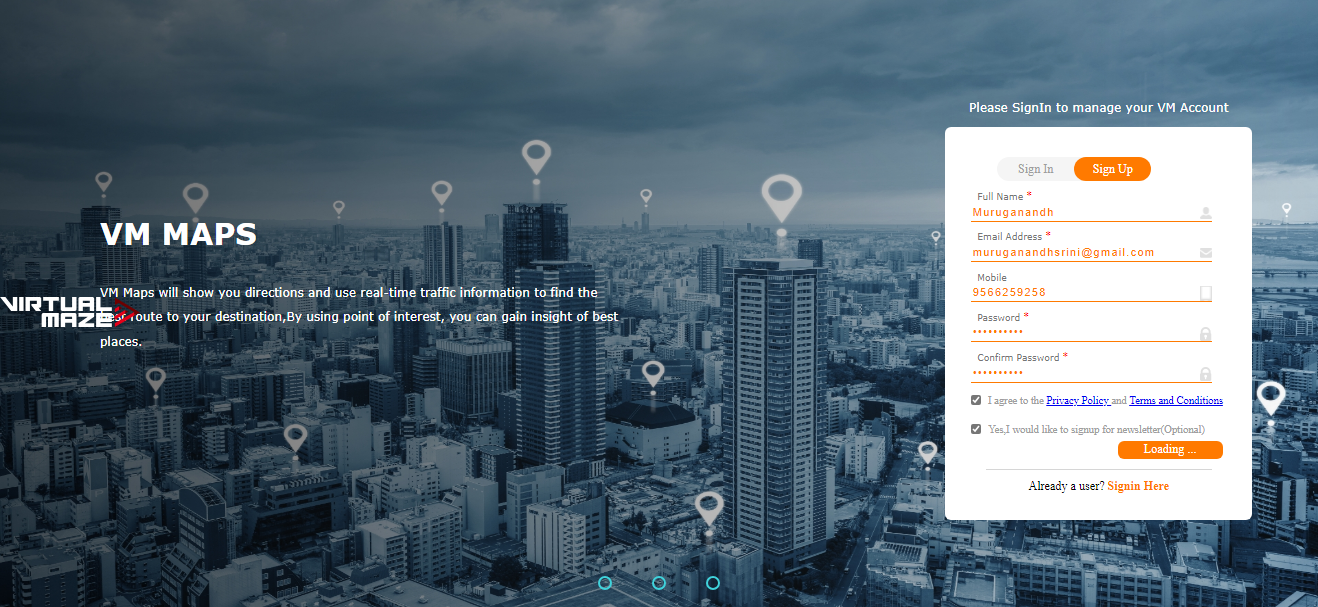 Please SignIn to manage your VM Account
Sign In Sign Up
Full Name *
Muruganandh
Email Address *
muruganandhsrini@gmail.com
Mobile
9566259258
Password *
••••••••••
Confirm Password *
••••••••••
I agree to the Privacy Policy and Terms and Conditions
Yes,I would like to signup for newsletter(Optional)
Loading ...
Already a user? Signin Here
VM MAPS
VM Maps will show you directions and use real-time traffic information to find the
best route to your destination,By using point of interest, you can gain insight of best
places.
VIRTUAL
MAZE